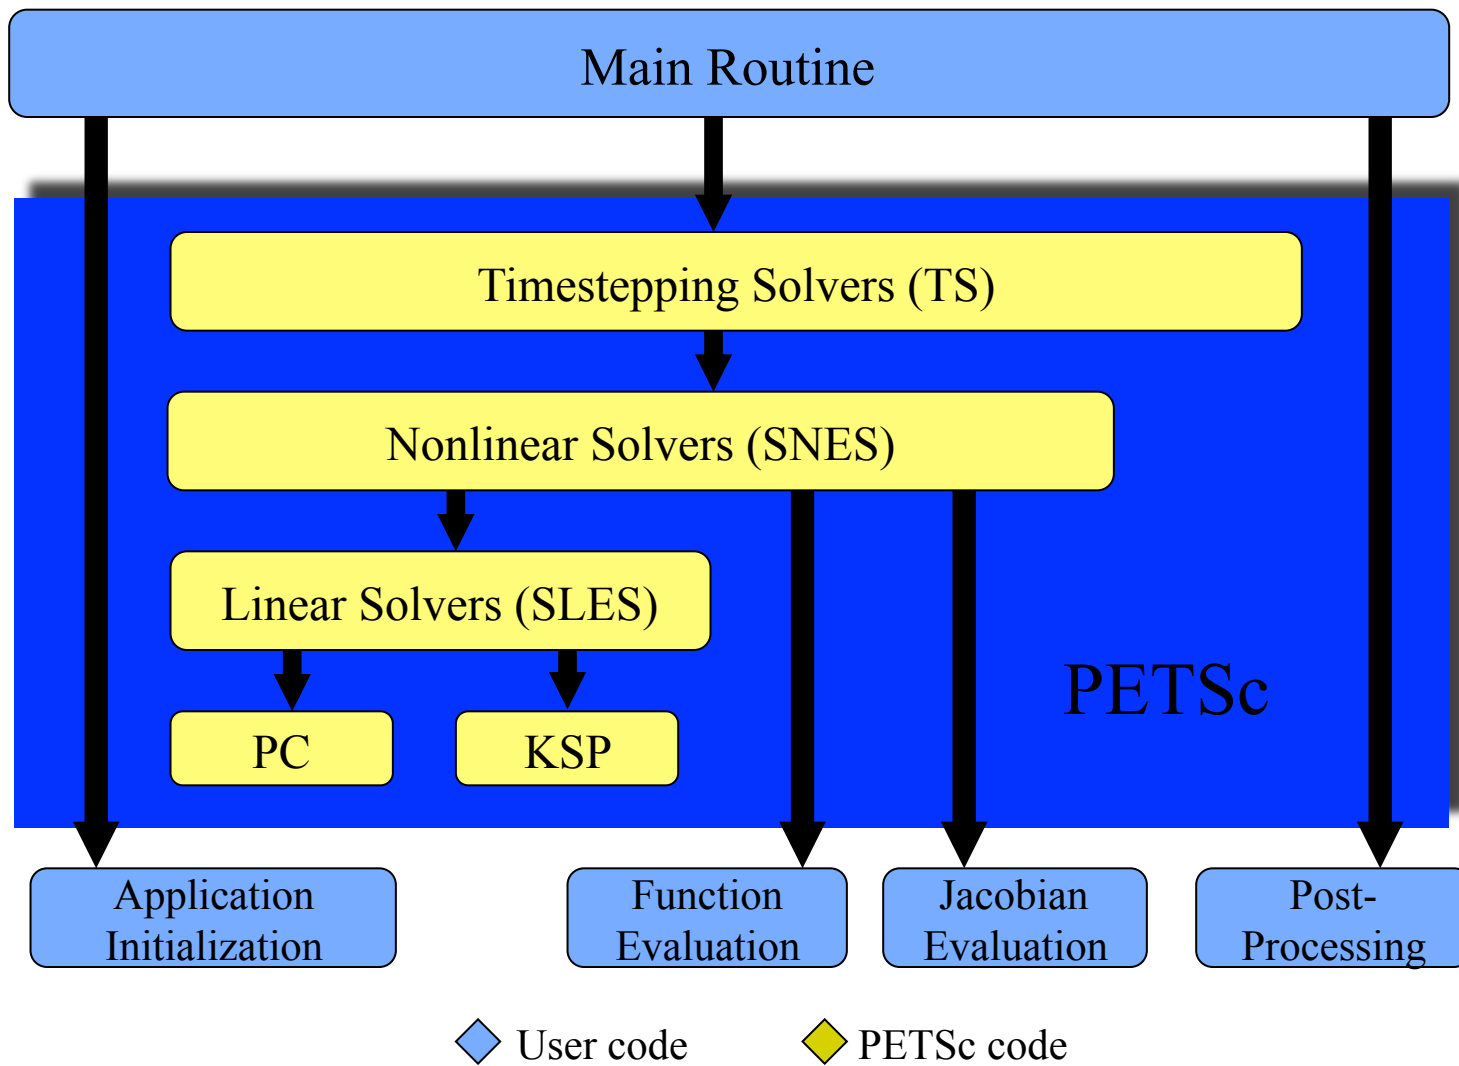 Main Routine
Timestepping Solvers (TS)
Nonlinear Solvers (SNES)
Linear Solvers (SLES)
PETSc
PC
KSP
Application
Initialization
Function
Evaluation
Jacobian
Evaluation
Post-
Processing
User code
PETSc code